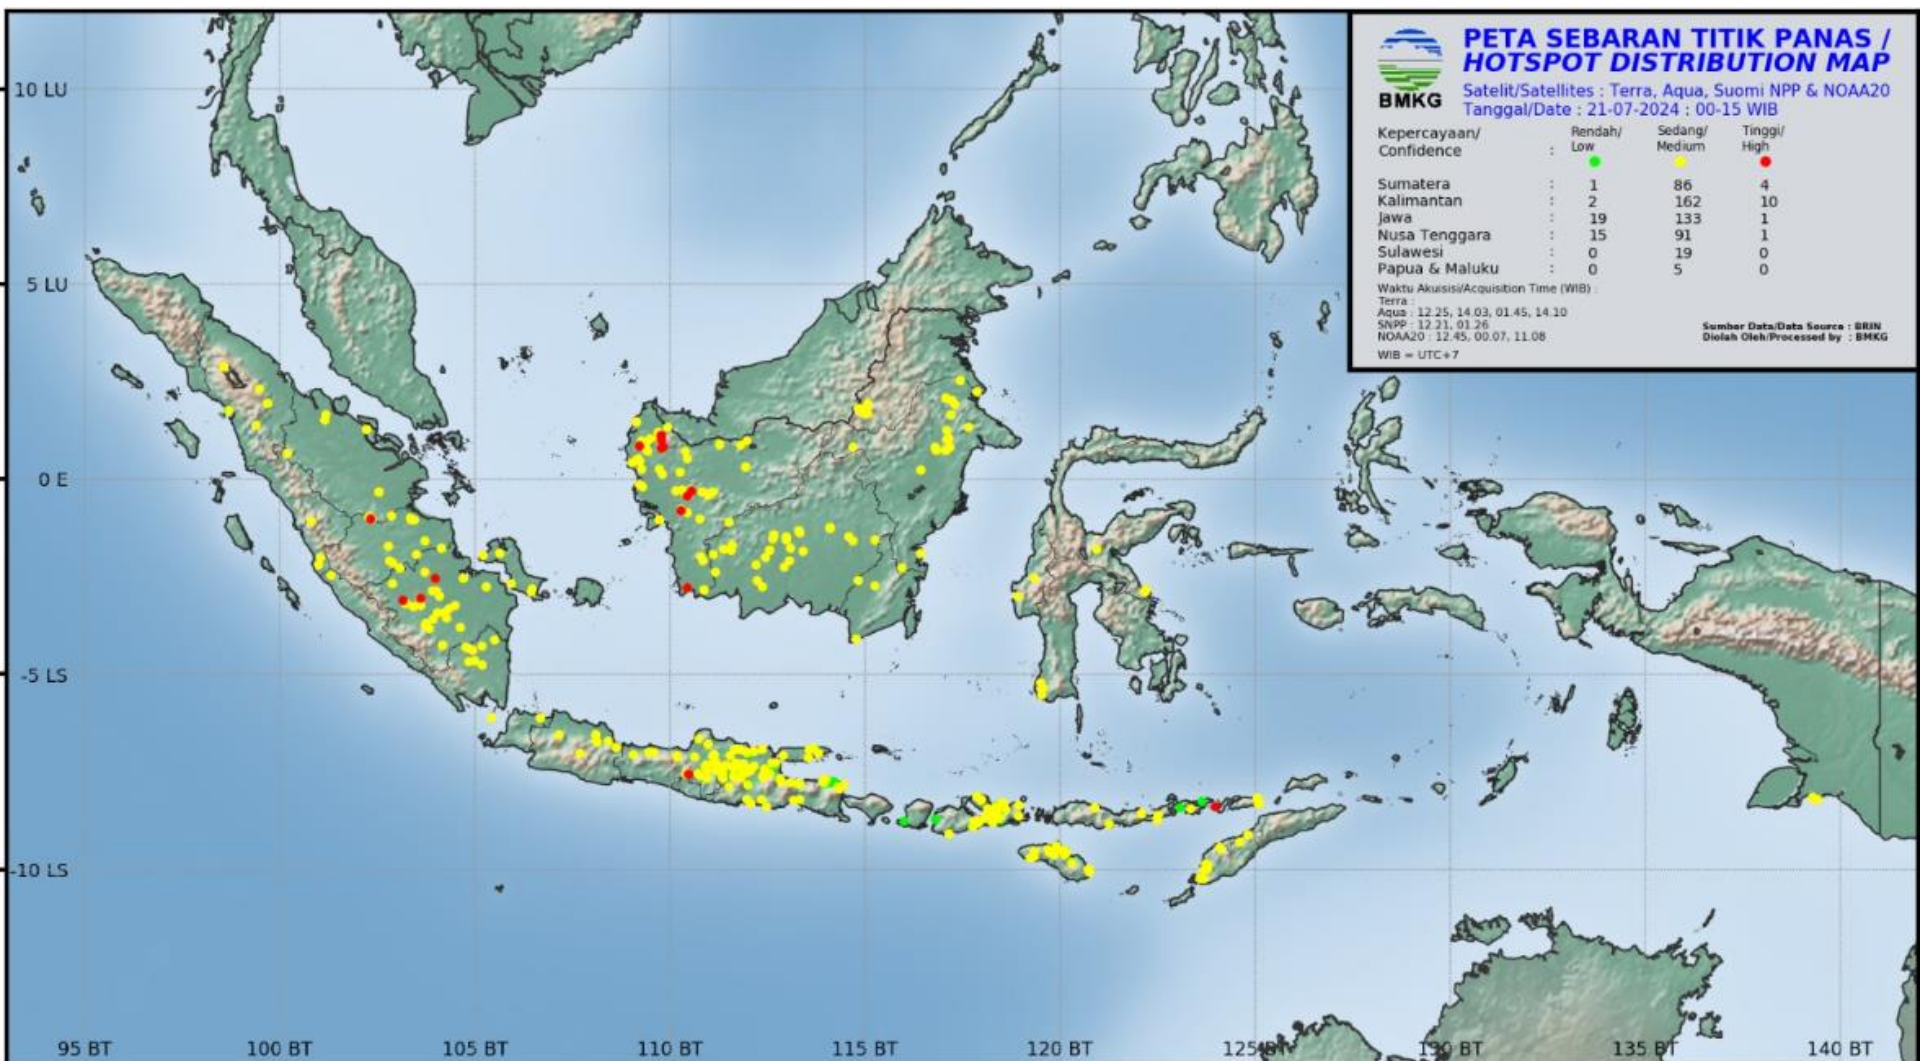 PETA SEBARAN TITIK PANAS /
HOTSPOT DISTRIBUTION MAP
Satelit/Satellites : Terra, Aqua, Suomi NPP & NOAA20
Tanggal/Date : 21-07-2024 : 00-15 WIB
BMKG
Kepercayaan/ Rendah/ Sedang/ Tinggi/
Confidence : Low Medium High
Sumatera : 1 86 4
Kalimantan : 2 162 10
Jawa : 19 133 1
Nusa Tenggara : 15 91 1
Sulawesi : 0 19 0
Papua & Maluku : 0 5 0
Waktu Akuisisi/Acquisition Time (WIB) :
Terra :
Aqua : 12.25, 14.03, 01.45, 14.10
SNPP : 12.21, 01.26
NOAA20 : 12.45, 00.07, 11.08
WIB = UTC+7
Sumber Data/Data Source : BRIN
Diolah Oleh/Processed by : BMKG
10 LU
5 LU
0 E
-5 LS
-10 LS
95 BT 100 BT 105 BT 110 BT 115 BT 120 BT 125 BT 130 BT 135 BT 140 BT